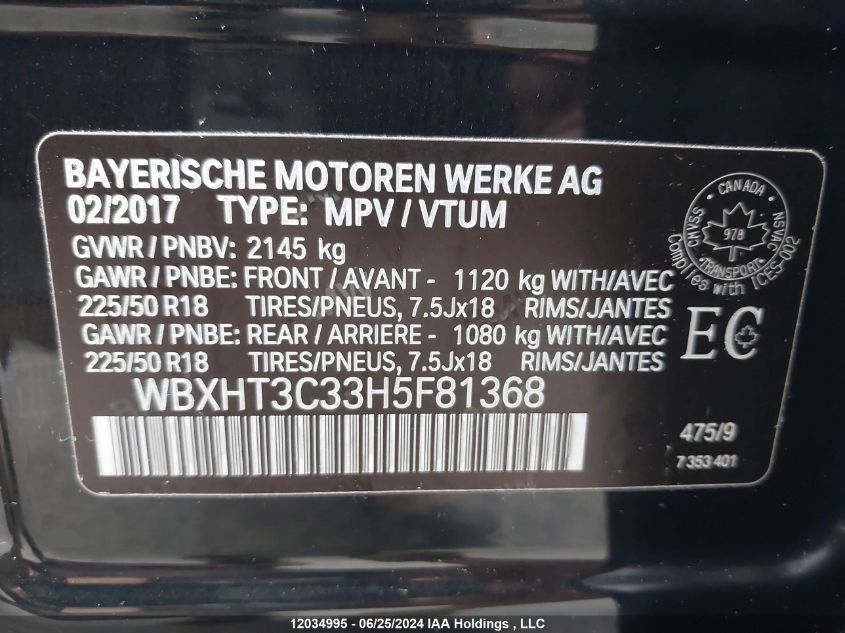 BAYERISCHE MOTOREN WERKE AG
02/2017 TYPE: MPV / VTUM
GVWR / PNBV: 2145 kg
GAWR / PNBE: FRONT / AVANT - 1120 kg WITH/AVEC
225/50 R18 TIRES/PNEUS, 7.5Jx18 RIMS/JANTES
GAWR / PNBE: REAR / ARRIERE - 1080 kg WITH/AVEC
225/50 R18 TIRES/PNEUS, 7.5Jx18 RIMS/JANTES
WBXHT3C33H5F81368
CANADA
CMVSS
NSVAC
978
TRANSPORT
Complies with ICES-002
EC
475/9
7 353 401
12034995 - 06/25/2024 IAA Holdings , LLC